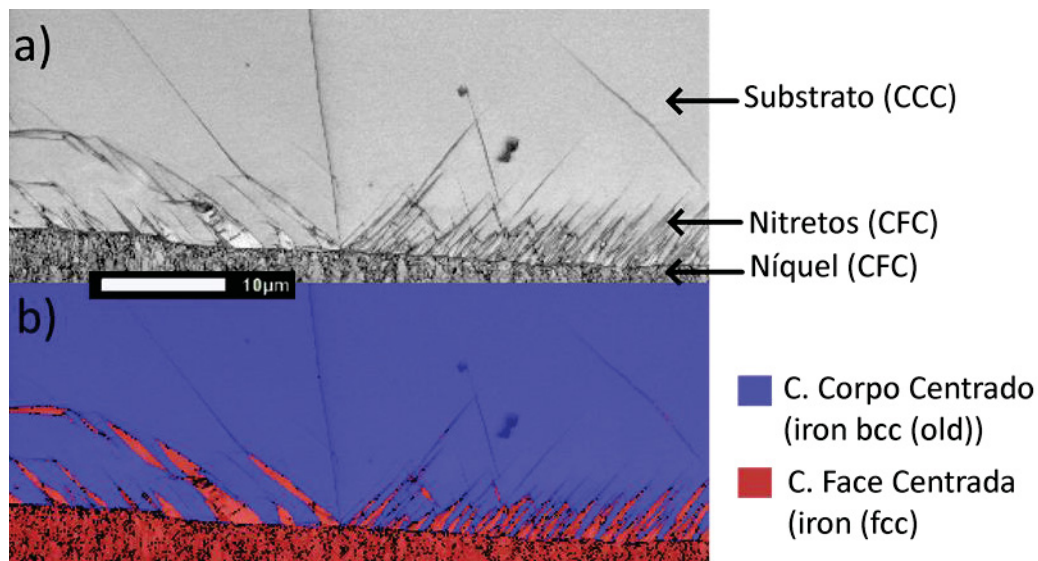 a)
Substrato (CCC)
Nitretos (CFC)
Níquel (CFC)
10µm
b)
C. Corpo Centrado
(iron bcc (old))
C. Face Centrada
(iron (fcc)